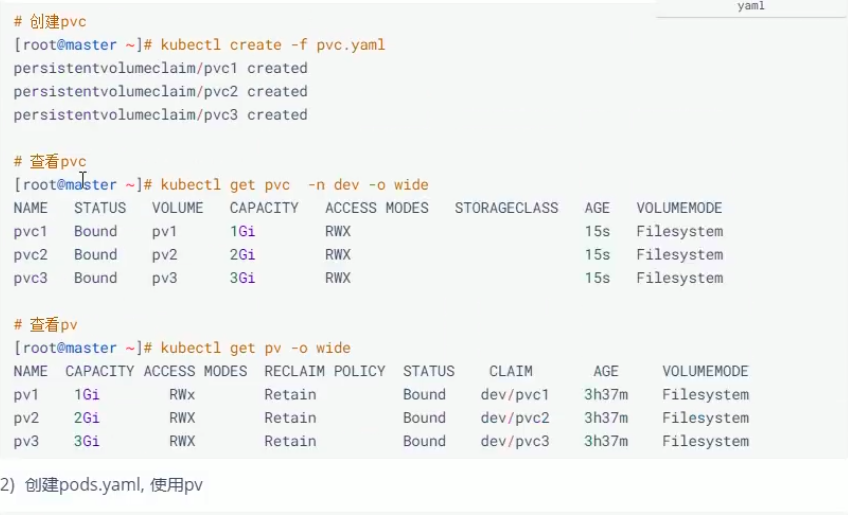 yaml
# 创建pvc
[root@master ~]# kubectl create -f pvc.yaml
persistentvolumeclaim/pvc1 created
persistentvolumeclaim/pvc2 created
persistentvolumeclaim/pvc3 created
# 查看pvc
[root@master ~]# kubectl get pvc  -n dev -o wide
NAME   STATUS   VOLUME   CAPACITY   ACCESS MODES   STORAGECLASS   AGE   VOLUMEMODE
pvc1   Bound    pv1      1Gi        RWX                           15s   Filesystem
pvc2   Bound    pv2      2Gi        RWX                           15s   Filesystem
pvc3   Bound    pv3      3Gi        RWX                           15s   Filesystem
# 查看pv
[root@master ~]# kubectl get pv -o wide
NAME  CAPACITY ACCESS MODES  RECLAIM POLICY  STATUS    CLAIM       AGE     VOLUMEMODE
pv1   1Gi        RWx        Retain          Bound    dev/pvc1    3h37m    Filesystem
pv2   2Gi        RWX        Retain          Bound    dev/pvc2    3h37m    Filesystem
pv3   3Gi        RWX        Retain          Bound    dev/pvc3    3h37m    Filesystem
2)  创建pods.yaml, 使用pv